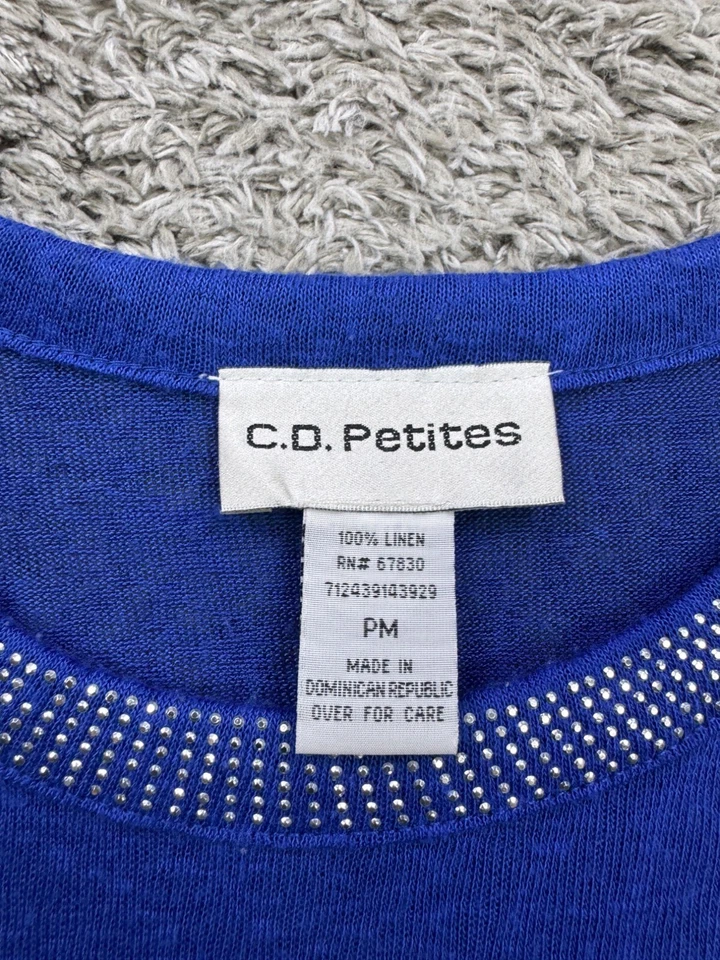 C.D. Petites
100% LINEN
RN# 67830
712439143929
PM
MADE IN
DOMINICAN REPUBLIC
OVER FOR CARE